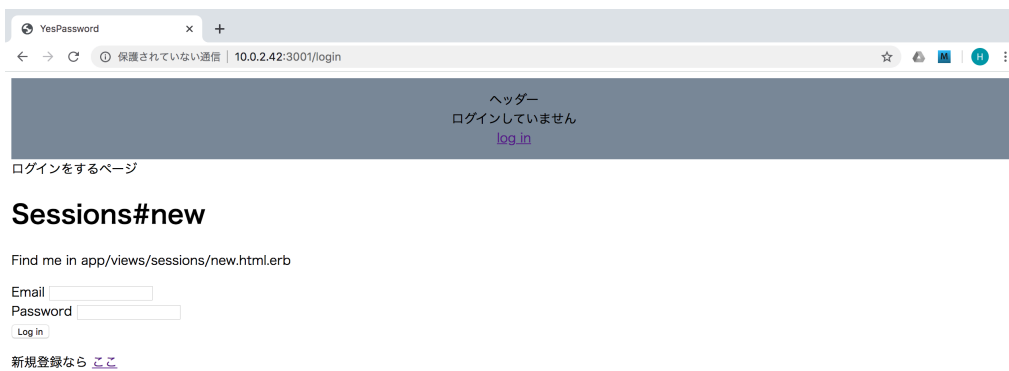 YesPassword
保護されていない通信 | 10.0.2.42:3001/login
M
H
ヘッダー
ログインしていません
log in
ログインをするページ
Sessions#new
Find me in app/views/sessions/new.html.erb
Email
Password
Log in
新規登録なら ここ